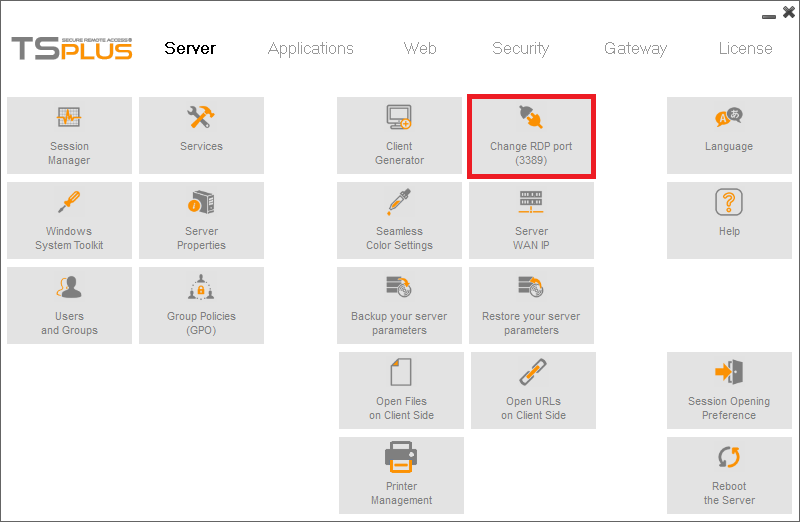 SECURE REMOTE ACCESS
TSPLUS
Server
Applications
Web
Security
Gateway
License
Session
Manager
Services
Client
Generator
Change RDP port
(3389)
Language
Windows
System Toolkit
Server
Properties
Seamless
Color Settings
Server
WAN IP
Help
Users
and Groups
Group Policies
(GPO)
Backup your server
parameters
Restore your server
parameters
Open Files
on Client Side
Open URLs
on Client Side
Session Opening
Preference
Printer
Management
Reboot
the Server